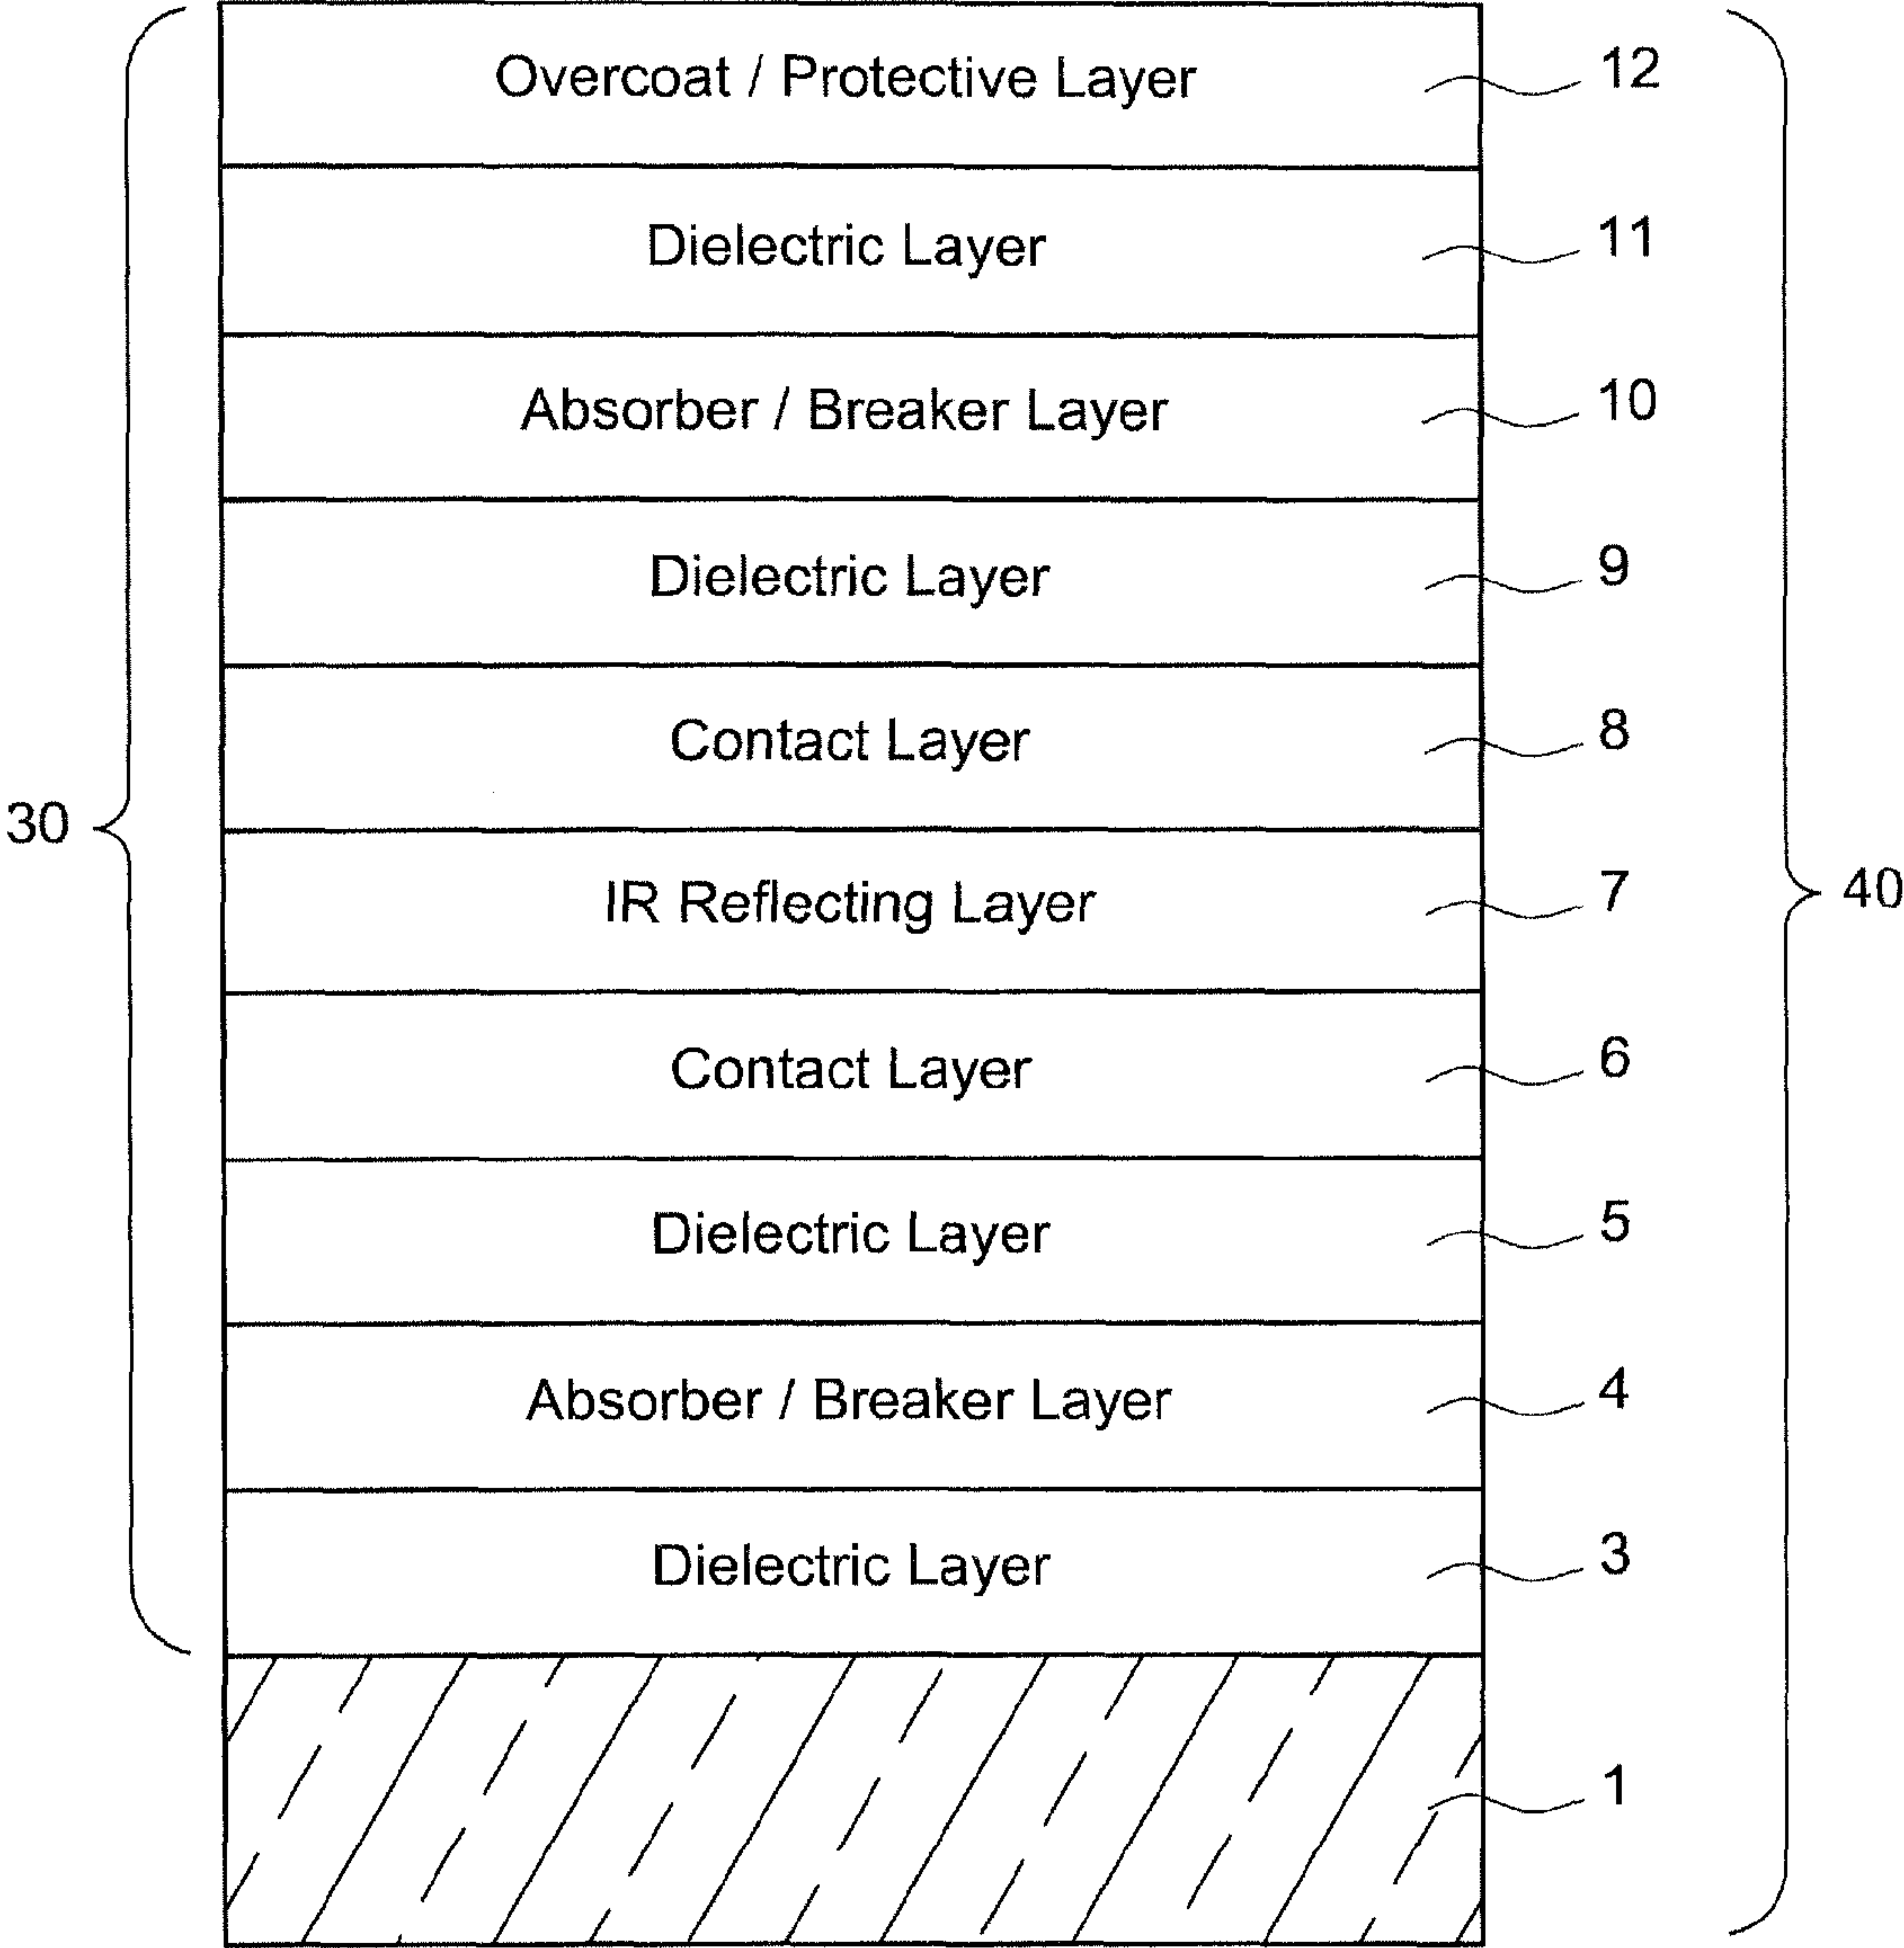 Overcoat / Protective Layer 12
Dielectric Layer 11
Absorber / Breaker Layer 10
Dielectric Layer 9
Contact Layer 8
30
IR Reflecting Layer 7
40
Contact Layer 6
Dielectric Layer 5
Absorber / Breaker Layer 4
Dielectric Layer 3
1